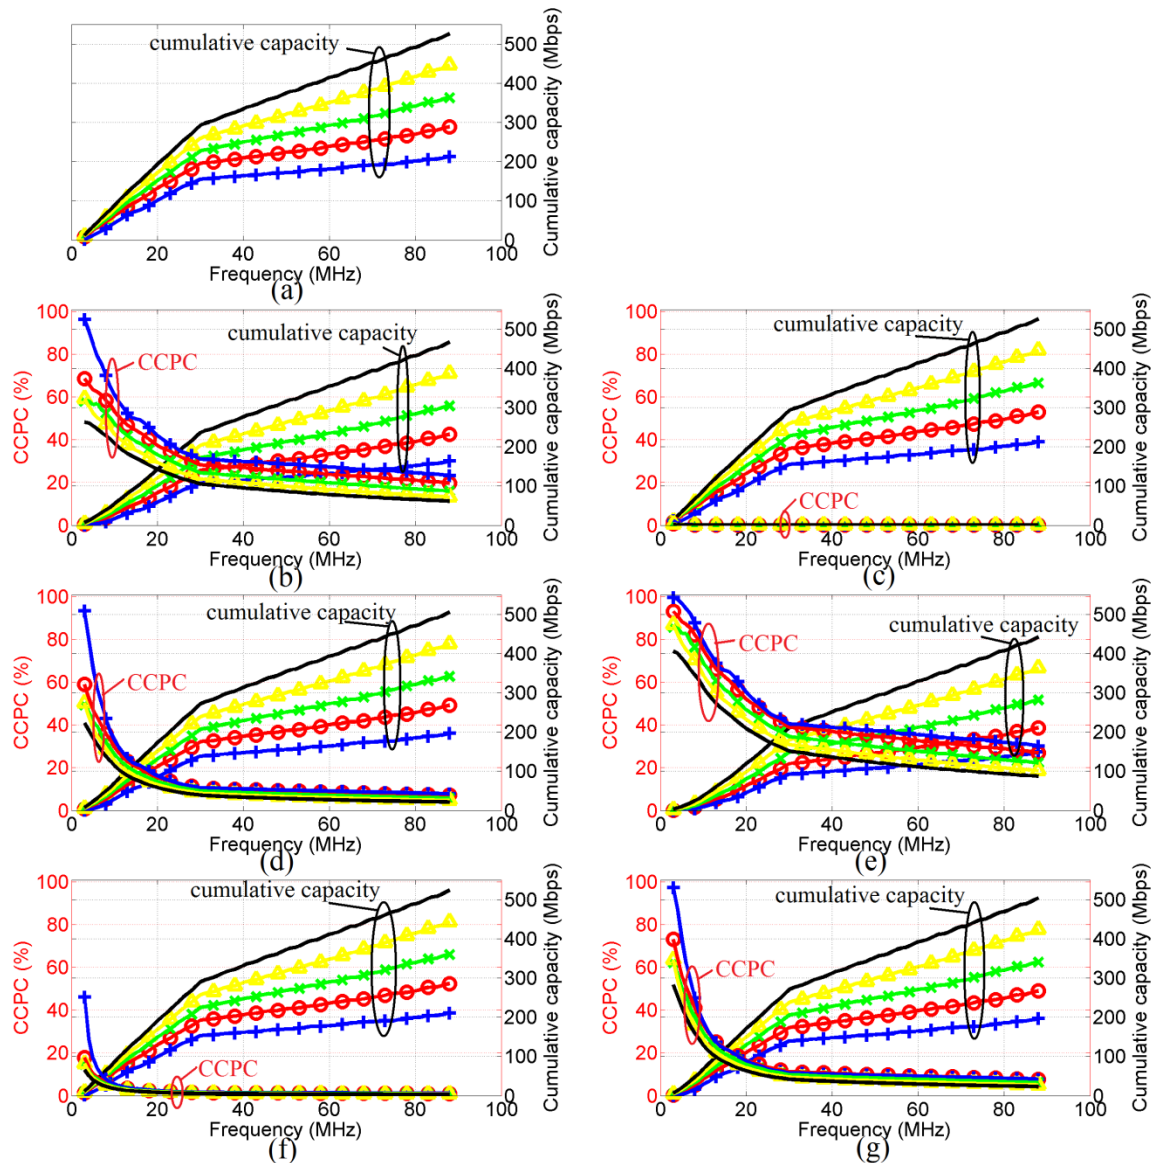 cumulative capacity
500
400
300
200
100
0
Cumulative capacity (Mbps)
0 20 40 60 80 100
Frequency (MHz)
(a)
100
80
60
40
20
0
CCPC (%)
CCPC
cumulative capacity
500
400
300
200
100
0
Cumulative capacity (Mbps)
0 20 40 60 80 100
Frequency (MHz)
(b)
100
80
60
40
20
0
CCPC (%)
cumulative capacity
CCPC
500
400
300
200
100
0
Cumulative capacity (Mbps)
0 20 40 60 80 100
Frequency (MHz)
(c)
100
80
60
40
20
0
CCPC (%)
cumulative capacity
CCPC
500
400
300
200
100
0
Cumulative capacity (Mbps)
0 20 40 60 80 100
Frequency (MHz)
(d)
100
80
60
40
20
0
CCPC (%)
cumulative capacity
CCPC
500
400
300
200
100
0
Cumulative capacity (Mbps)
0 20 40 60 80 100
Frequency (MHz)
(e)
100
80
60
40
20
0
CCPC (%)
cumulative capacity
CCPC
500
400
300
200
100
0
Cumulative capacity (Mbps)
0 20 40 60 80 100
Frequency (MHz)
(f)
100
80
60
40
20
0
CCPC (%)
cumulative capacity
CCPC
500
400
300
200
100
0
Cumulative capacity (Mbps)
0 20 40 60 80 100
Frequency (MHz)
(g)